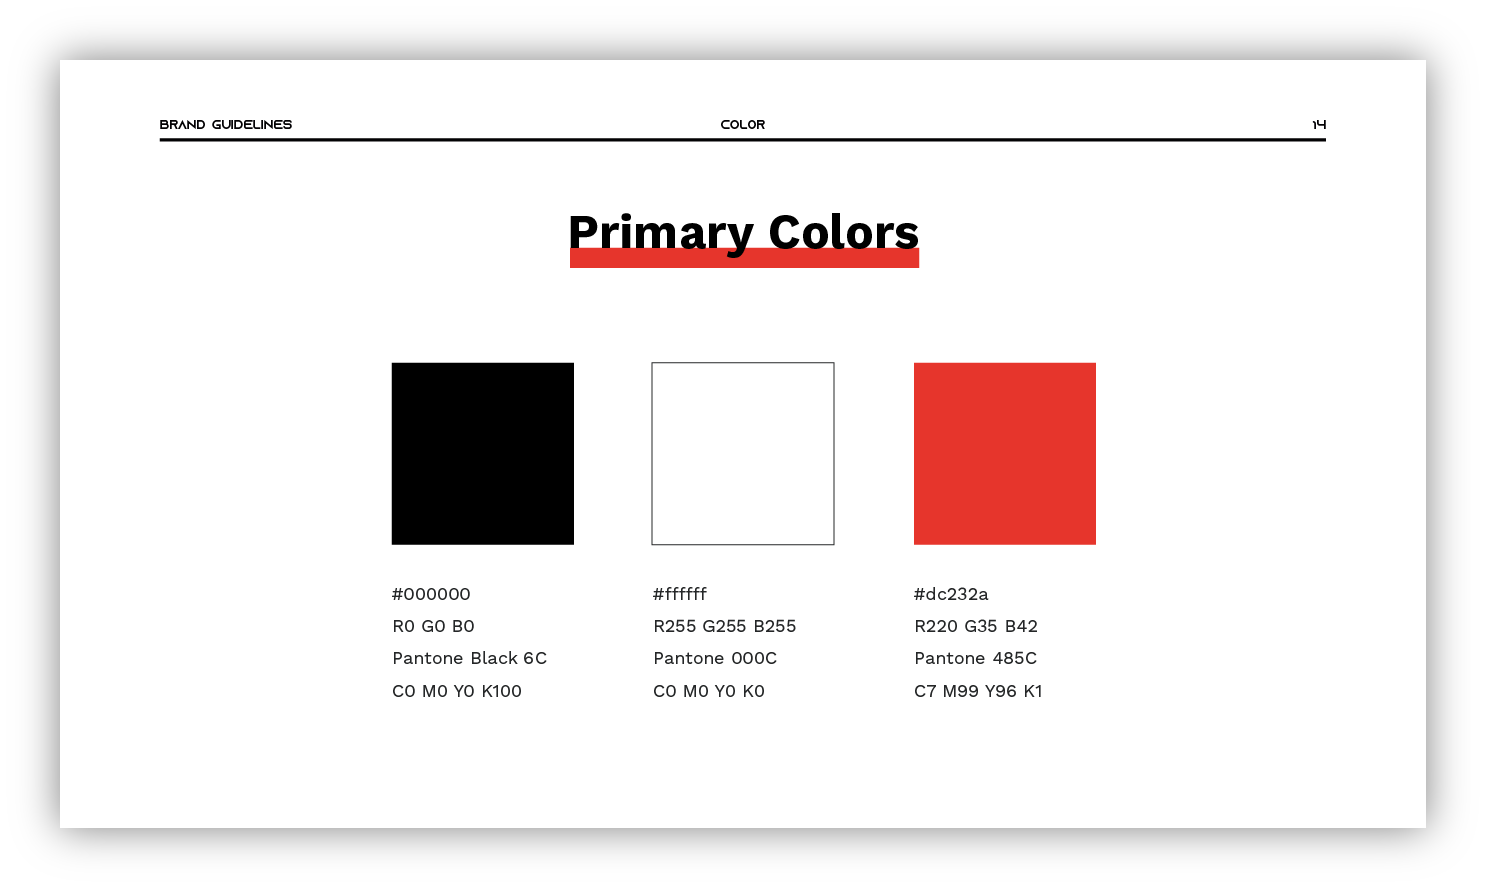 BRAND GUIDELINES
COLOR
14
Primary Colors
#000000
R0 G0 B0
Pantone Black 6C
C0 M0 Y0 K100
#ffffff
R255 G255 B255
Pantone 000C
C0 M0 Y0 K0
#dc232a
R220 G35 B42
Pantone 485C
C7 M99 Y96 K1